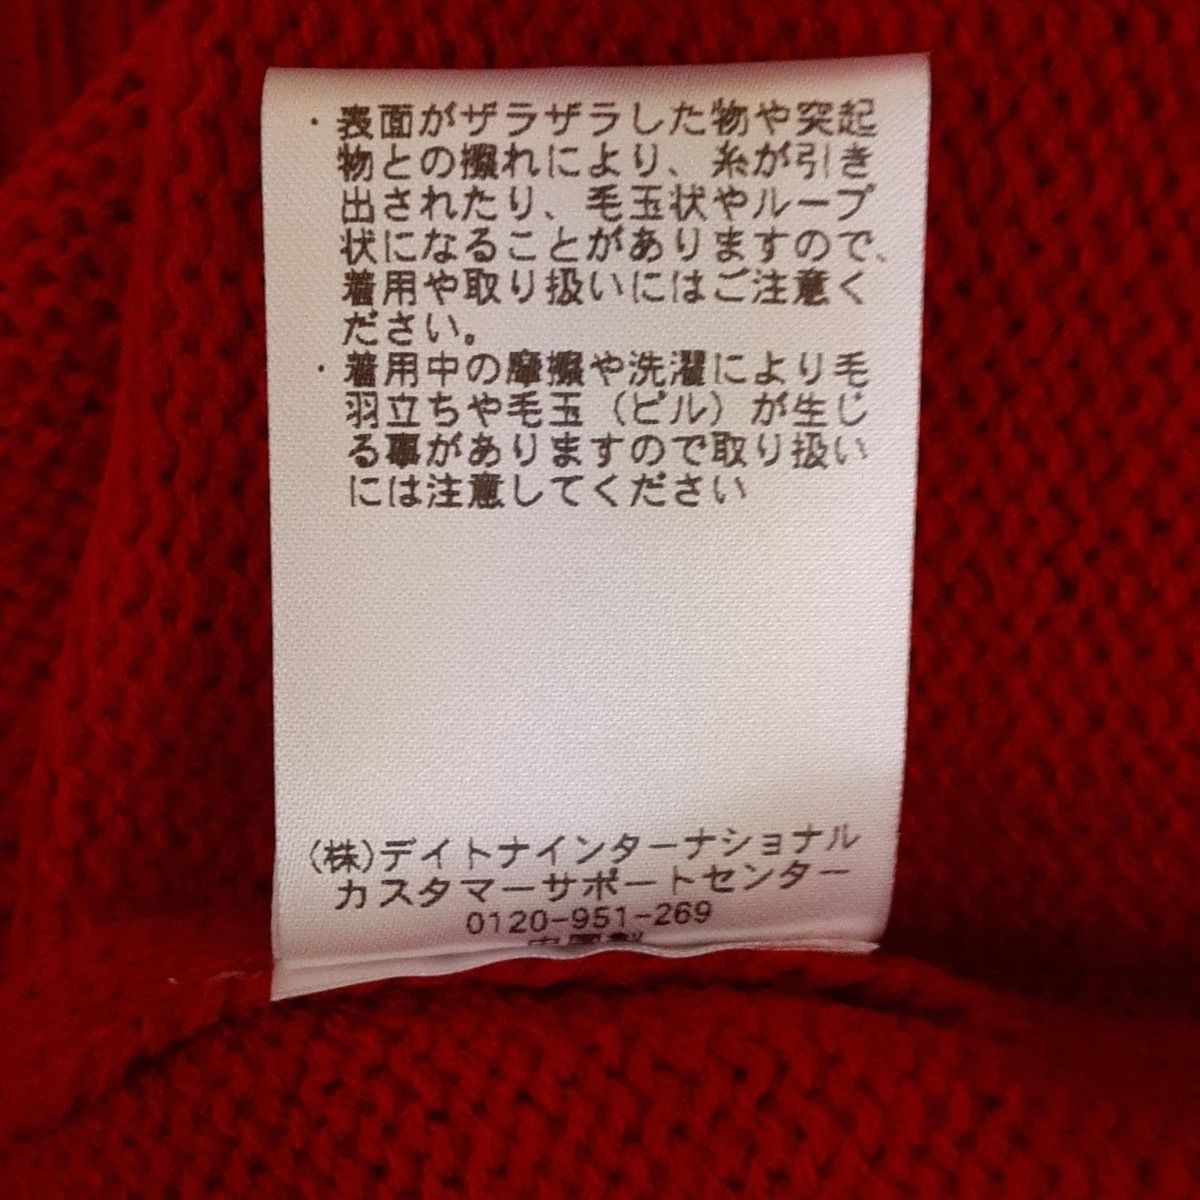 ・表面がザラザラした物や突起
物との擦れにより、糸が引き
出されたり、毛玉状やループ
状になることがありますので、
着用や取り扱いにはご注意く
ださい。
・着用中の摩擦や洗濯により毛
羽立ちや毛玉（ピル）が生じ
る事がありますので取り扱い
には注意してください
(株)デイトナインターナショナル
カスタマーサポートセンター
0120-951-269
中国製